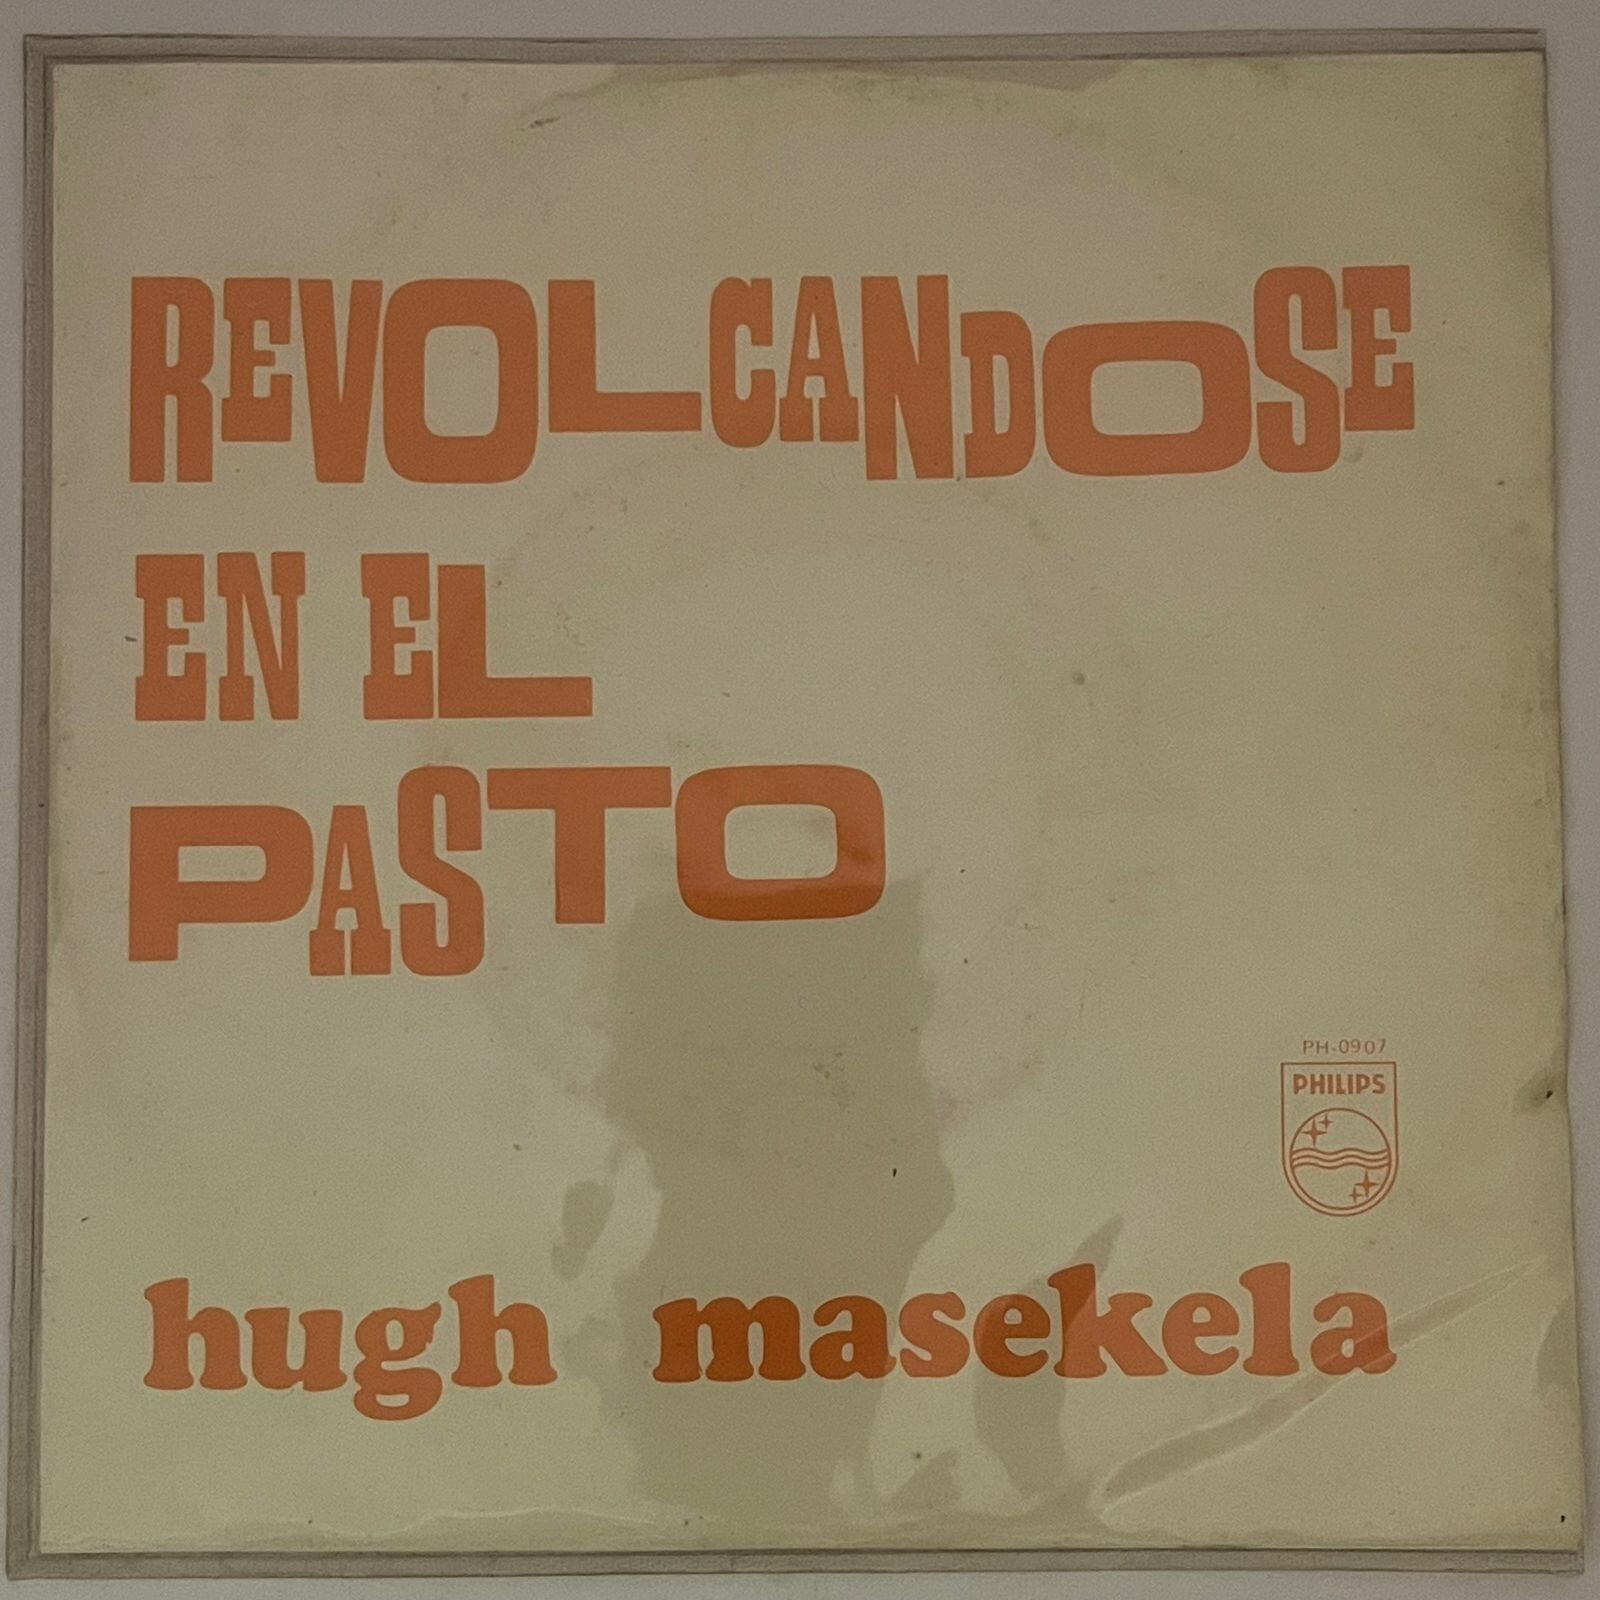 REVOLCANDOSE
EN EL
PASTO
PH-0907
PHILIPS
hugh masekela